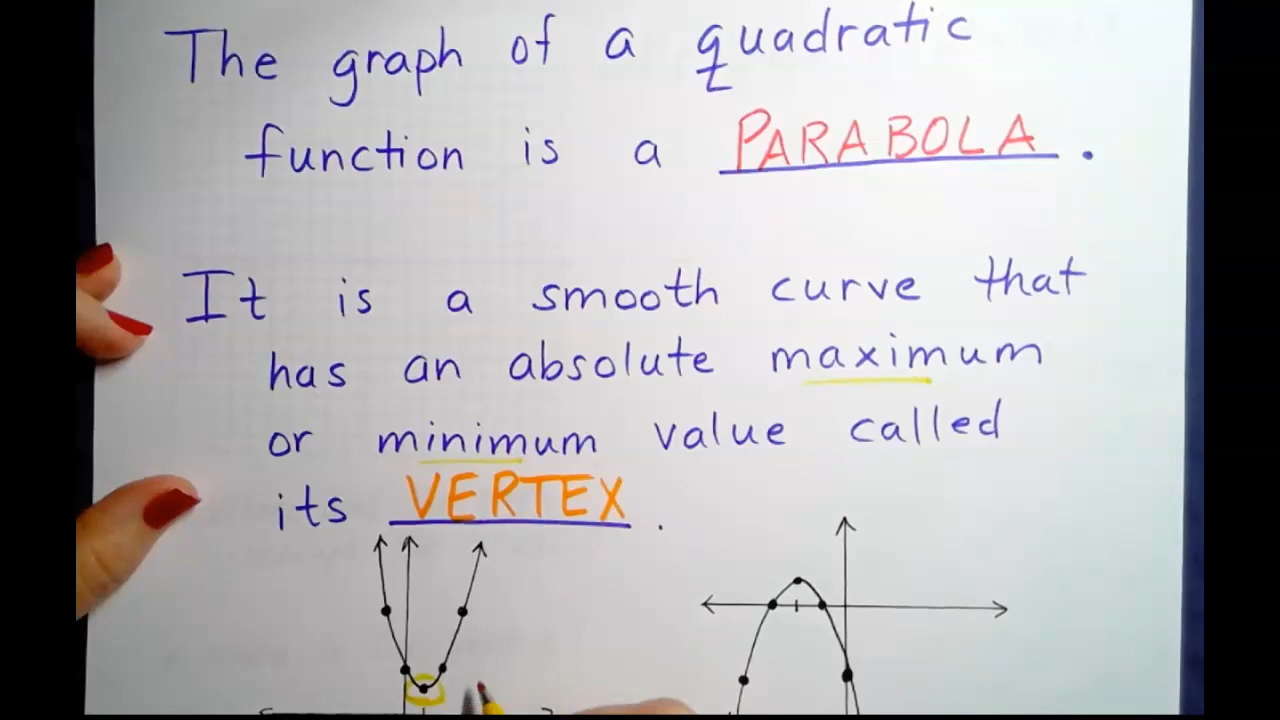 The graph of a quadratic
function is a PARABOLA.
It is a smooth curve that
has an absolute maximum
or minimum value called
its VERTEX.